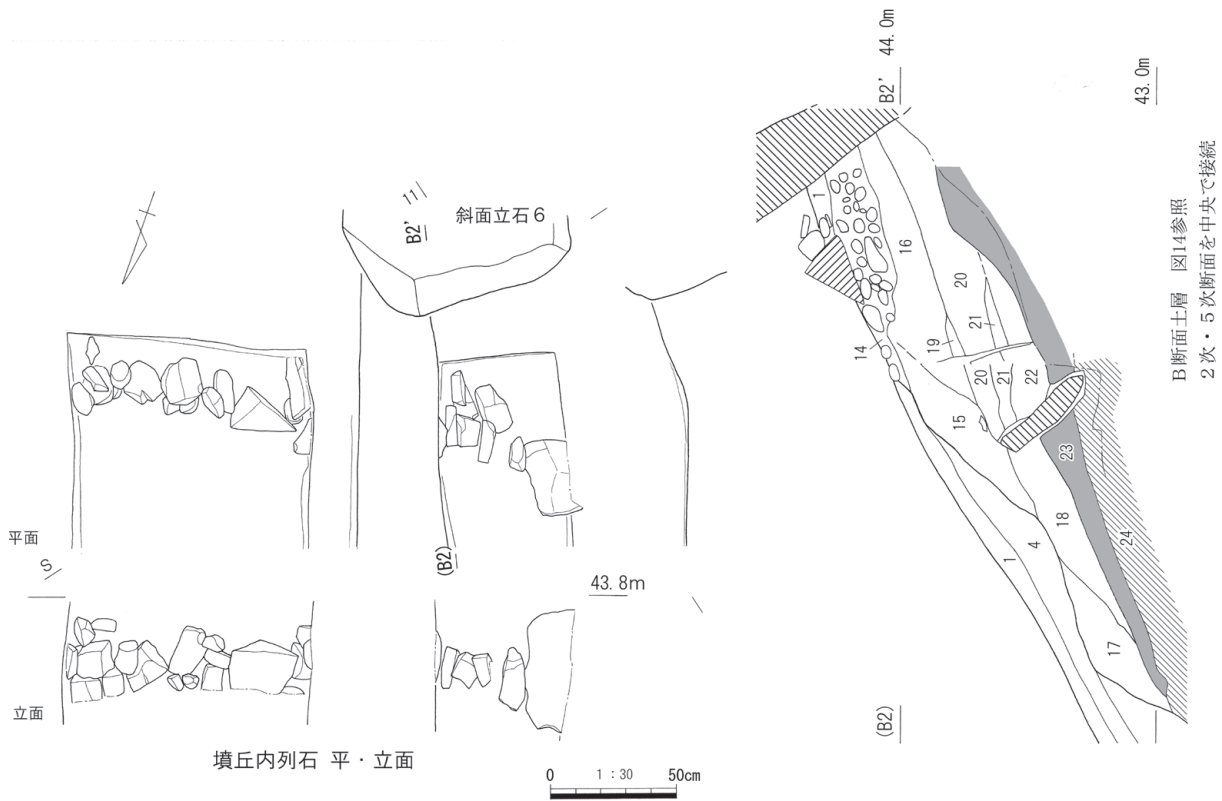 11
B2’
斜面立石6
平面
S
(B2)
43.8m
立面
墳丘内列石 平・立面
0 1:30 50cm
B2’ 44.0m
43.0m
1
16
20
21
14
19
20
21
22
15
23
18
24
4
1
17
(B2)
B断面土層 図14参照
2次・5次断面を中央で接続